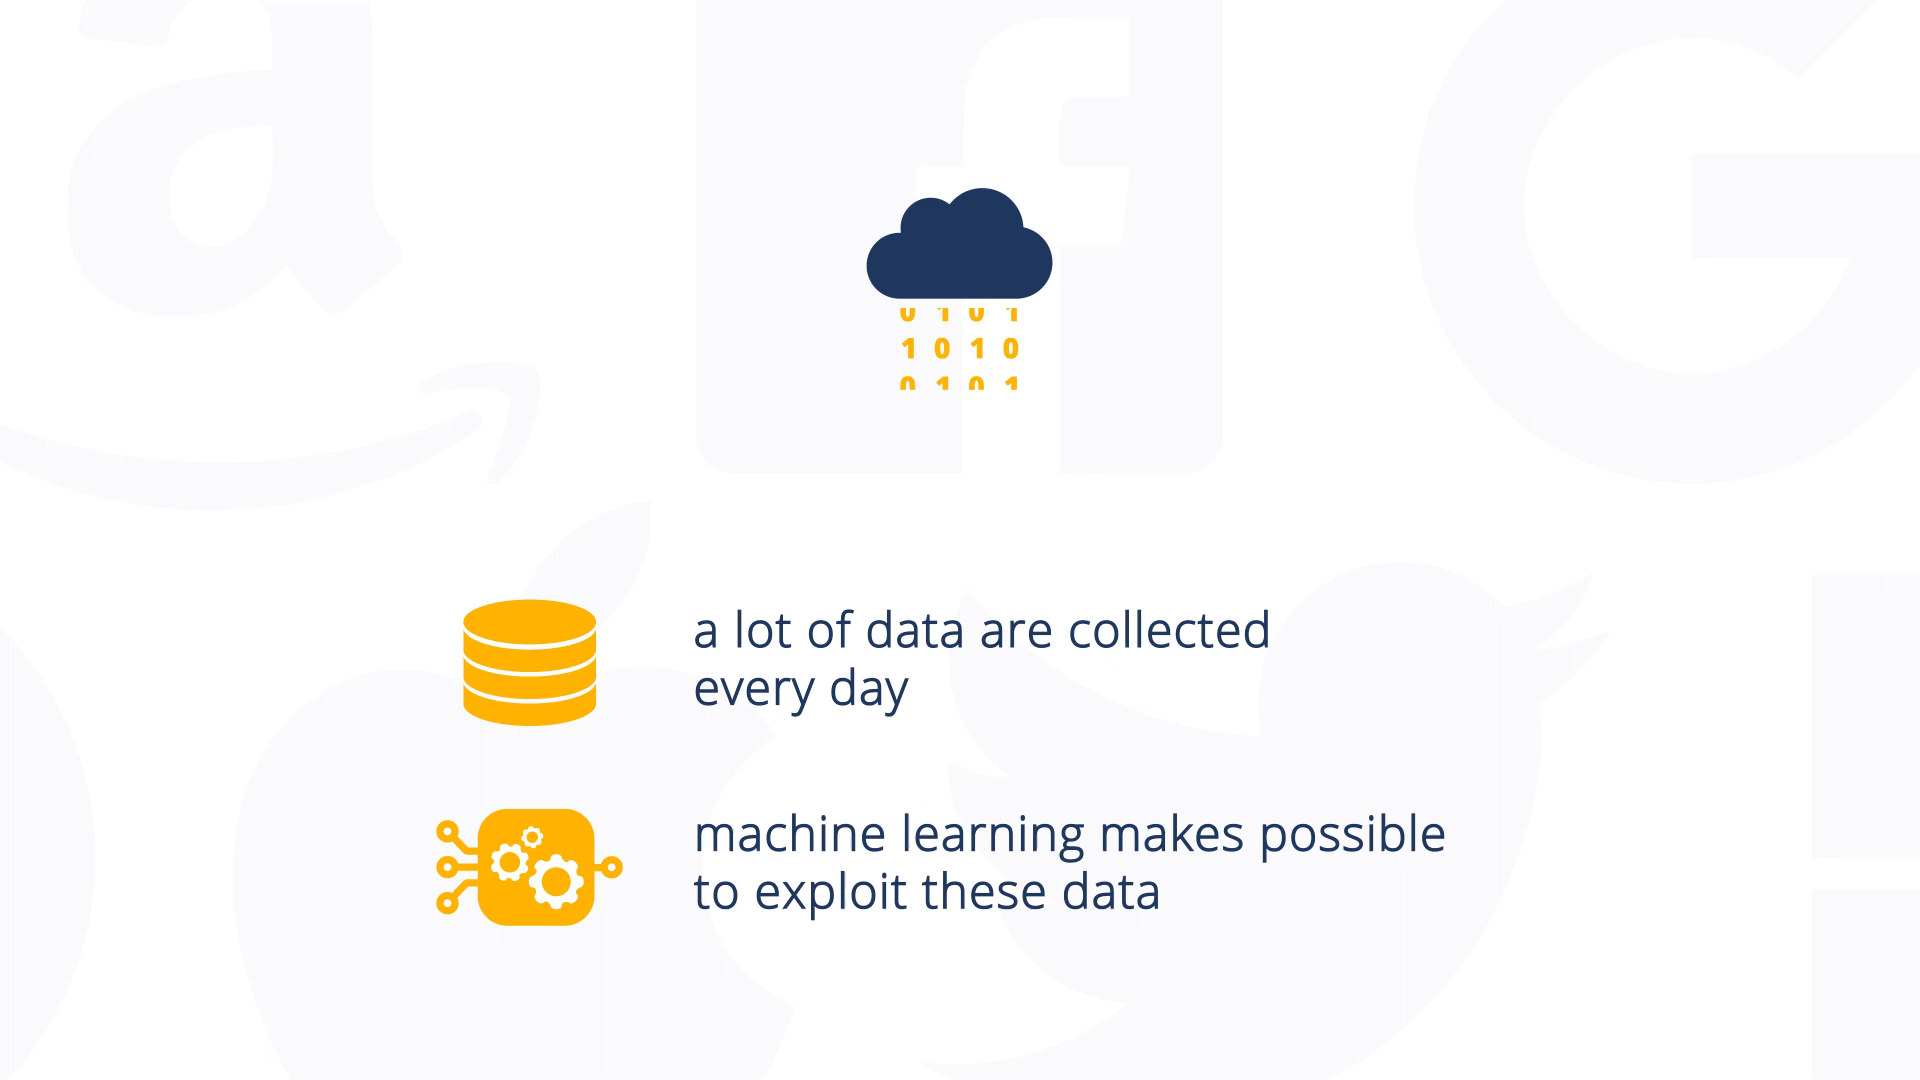 0 1 0 1
1 0 1 0
0 1 0 1
a lot of data are collected
every day
machine learning makes possible
to exploit these data